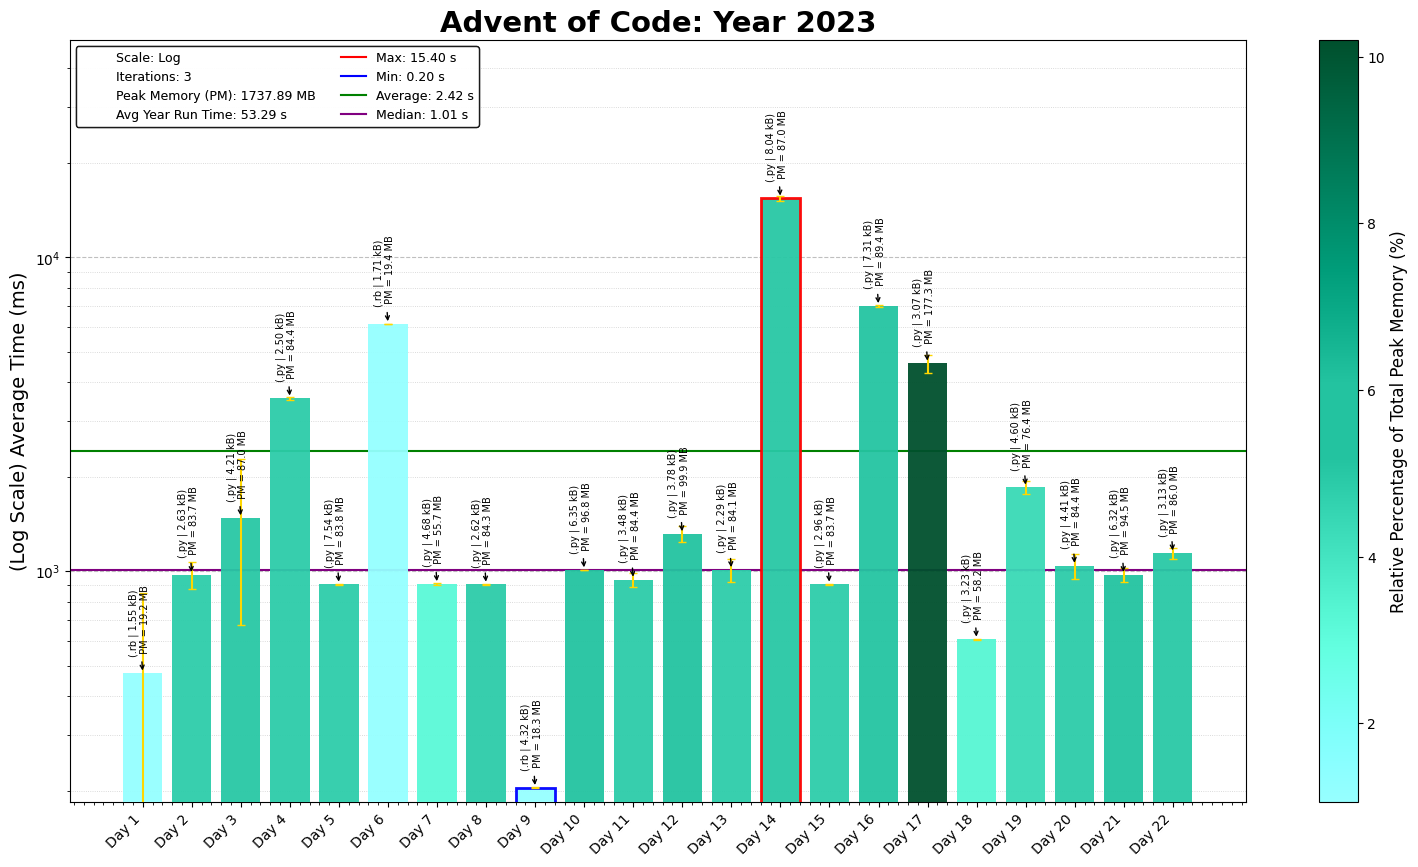 Advent of Code: Year 2023
Scale: Log
Iterations: 3
Peak Memory (PM): 1737.89 MB
Avg Year Run Time: 53.29 s
Max: 15.40 s
Min: 0.20 s
Average: 2.42 s
Median: 1.01 s
(Log Scale) Average Time (ms)
10^4
10^3
(.rb | 1.55 kB)
PM = 19.2 MB
(.py | 2.63 kB)
PM = 83.7 MB
(.py | 4.21 kB)
PM = 87.0 MB
(.py | 2.50 kB)
PM = 84.4 MB
(.py | 7.54 kB)
PM = 83.8 MB
(.rb | 1.71 kB)
PM = 19.4 MB
(.py | 4.68 kB)
PM = 55.7 MB
(.py | 2.62 kB)
PM = 84.3 MB
(.rb | 4.32 kB)
PM = 18.3 MB
(.py | 6.35 kB)
PM = 96.8 MB
(.py | 3.48 kB)
PM = 84.4 MB
(.py | 3.78 kB)
PM = 99.9 MB
(.py | 2.29 kB)
PM = 84.1 MB
(.py | 8.04 kB)
PM = 87.0 MB
(.py | 2.96 kB)
PM = 83.7 MB
(.py | 7.31 kB)
PM = 89.4 MB
(.py | 3.07 kB)
PM = 177.3 MB
(.py | 3.23 kB)
PM = 58.2 MB
(.py | 4.60 kB)
PM = 76.4 MB
(.py | 4.41 kB)
PM = 84.4 MB
(.py | 6.32 kB)
PM = 94.5 MB
(.py | 3.13 kB)
PM = 86.0 MB
Day 1
Day 2
Day 3
Day 4
Day 5
Day 6
Day 7
Day 8
Day 9
Day 10
Day 11
Day 12
Day 13
Day 14
Day 15
Day 16
Day 17
Day 18
Day 19
Day 20
Day 21
Day 22
10
8
6
4
2
Relative Percentage of Total Peak Memory (%)